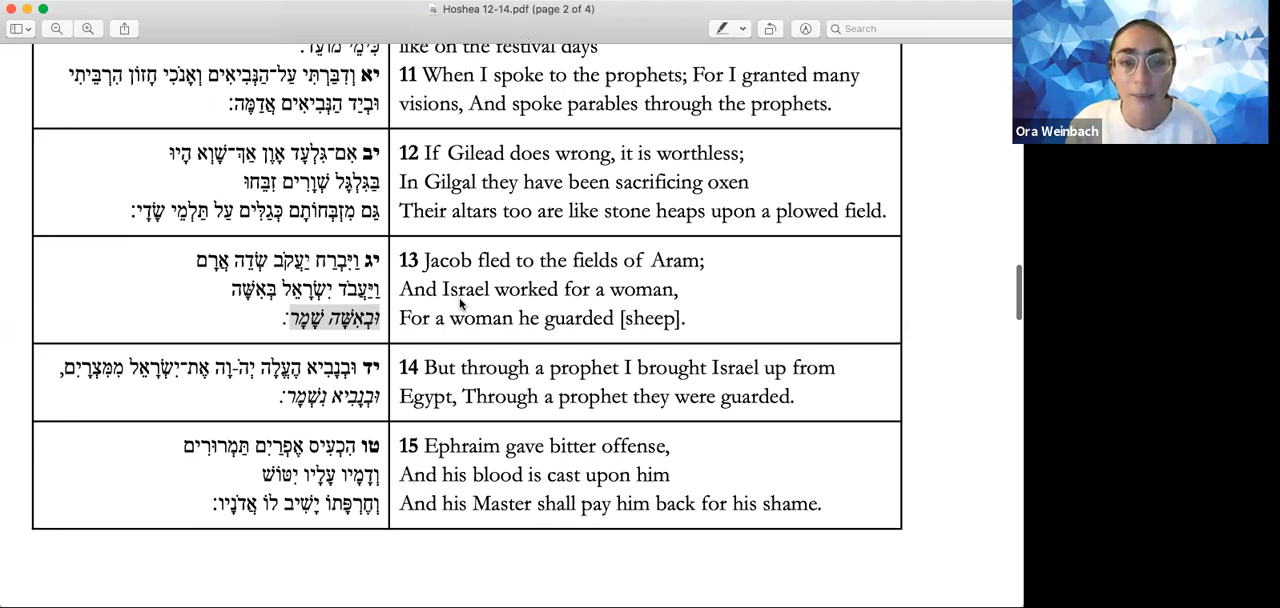 Hoshea 12-14.pdf (page 2 of 4)
Search
Ora Weinbach
כִּימֵי מוֹעֵד׃
like on the festival days
יא וְדִבַּרְתִּי עַל־הַנְּבִיאִים וְאָנֹכִי חָזוֹן הִרְבֵּיתִי
וּבְיַד הַנְּבִיאִים אֲדַמֶּה׃
11 When I spoke to the prophets; For I granted many
visions, And spoke parables through the prophets.
יב אִם־גִּלְעָד אָוֶן אַךְ־שָׁוְא הָיוּ
בַּגִּלְגָּל שְׁוָרִים זִבֵּחוּ
גַּם מִזְבְּחוֹתָם כְּגַלִּים עַל תַּלְמֵי שָׂדָי׃
12 If Gilead does wrong, it is worthless;
In Gilgal they have been sacrificing oxen
Their altars too are like stone heaps upon a plowed field.
יג וַיִּבְרַח יַעֲקֹב שְׂדֵה אֲרָם
וַיַּעֲבֹד יִשְׂרָאֵל בְּאִשָּׁה
וּבְאִשָּׁה שָׁמָר׃
13 Jacob fled to the fields of Aram;
And Israel worked for a woman,
For a woman he guarded [sheep].
יד וּבְנָבִיא הֶעֱלָה יְהֹ-וָה אֶת־יִשְׂרָאֵל מִמִּצְרָיִם,
וּבְנָבִיא נִשְׁמָר׃
14 But through a prophet I brought Israel up from
Egypt, Through a prophet they were guarded.
טו הִכְעִיס אֶפְרַיִם תַּמְרוּרִים
וְדָמָיו עָלָיו יִטּוֹשׁ
וְחֶרְפָּתוֹ יָשִׁיב לוֹ אֲדֹנָיו׃
15 Ephraim gave bitter offense,
And his blood is cast upon him
And his Master shall pay him back for his shame.